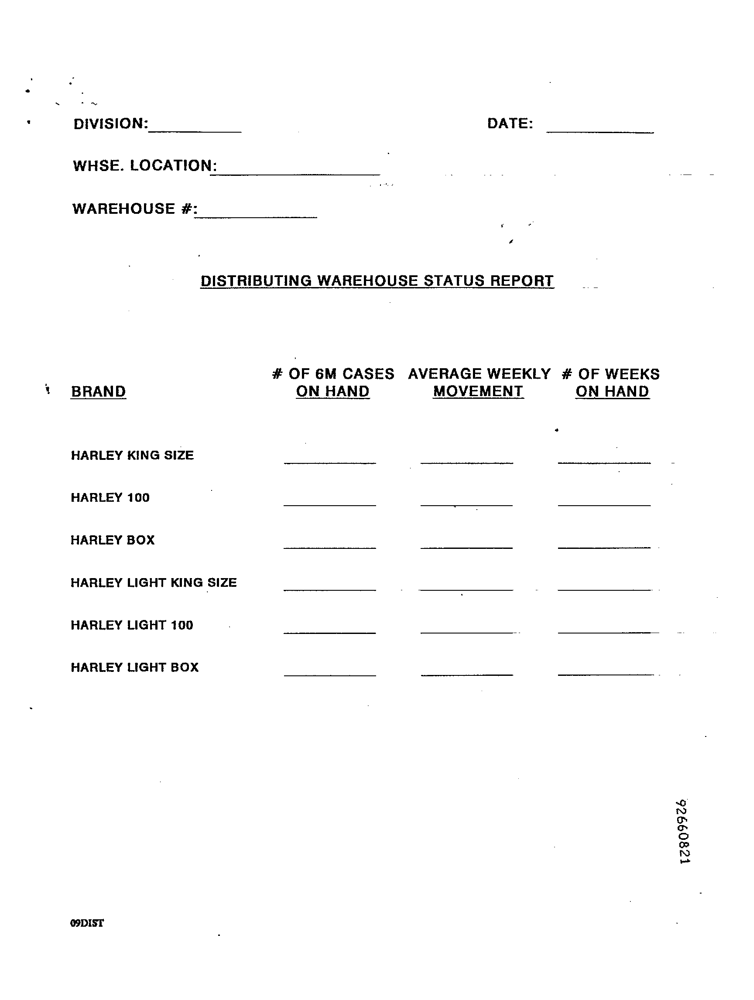 DIVISION: DATE:
WHSE. LOCATION:
WAREHOUSE #:
DISTRIBUTING WAREHOUSE STATUS REPORT
# OF 6M CASES AVERAGE WEEKLY # OF WEEKS
BRAND ON HAND MOVEMENT ON HAND
HARLEY KING SIZE
HARLEY 100
HARLEY BOX
HARLEY LIGHT KING SIZE
HARLEY LIGHT 100
HARLEY LIGHT BOX
92660821
09DIST